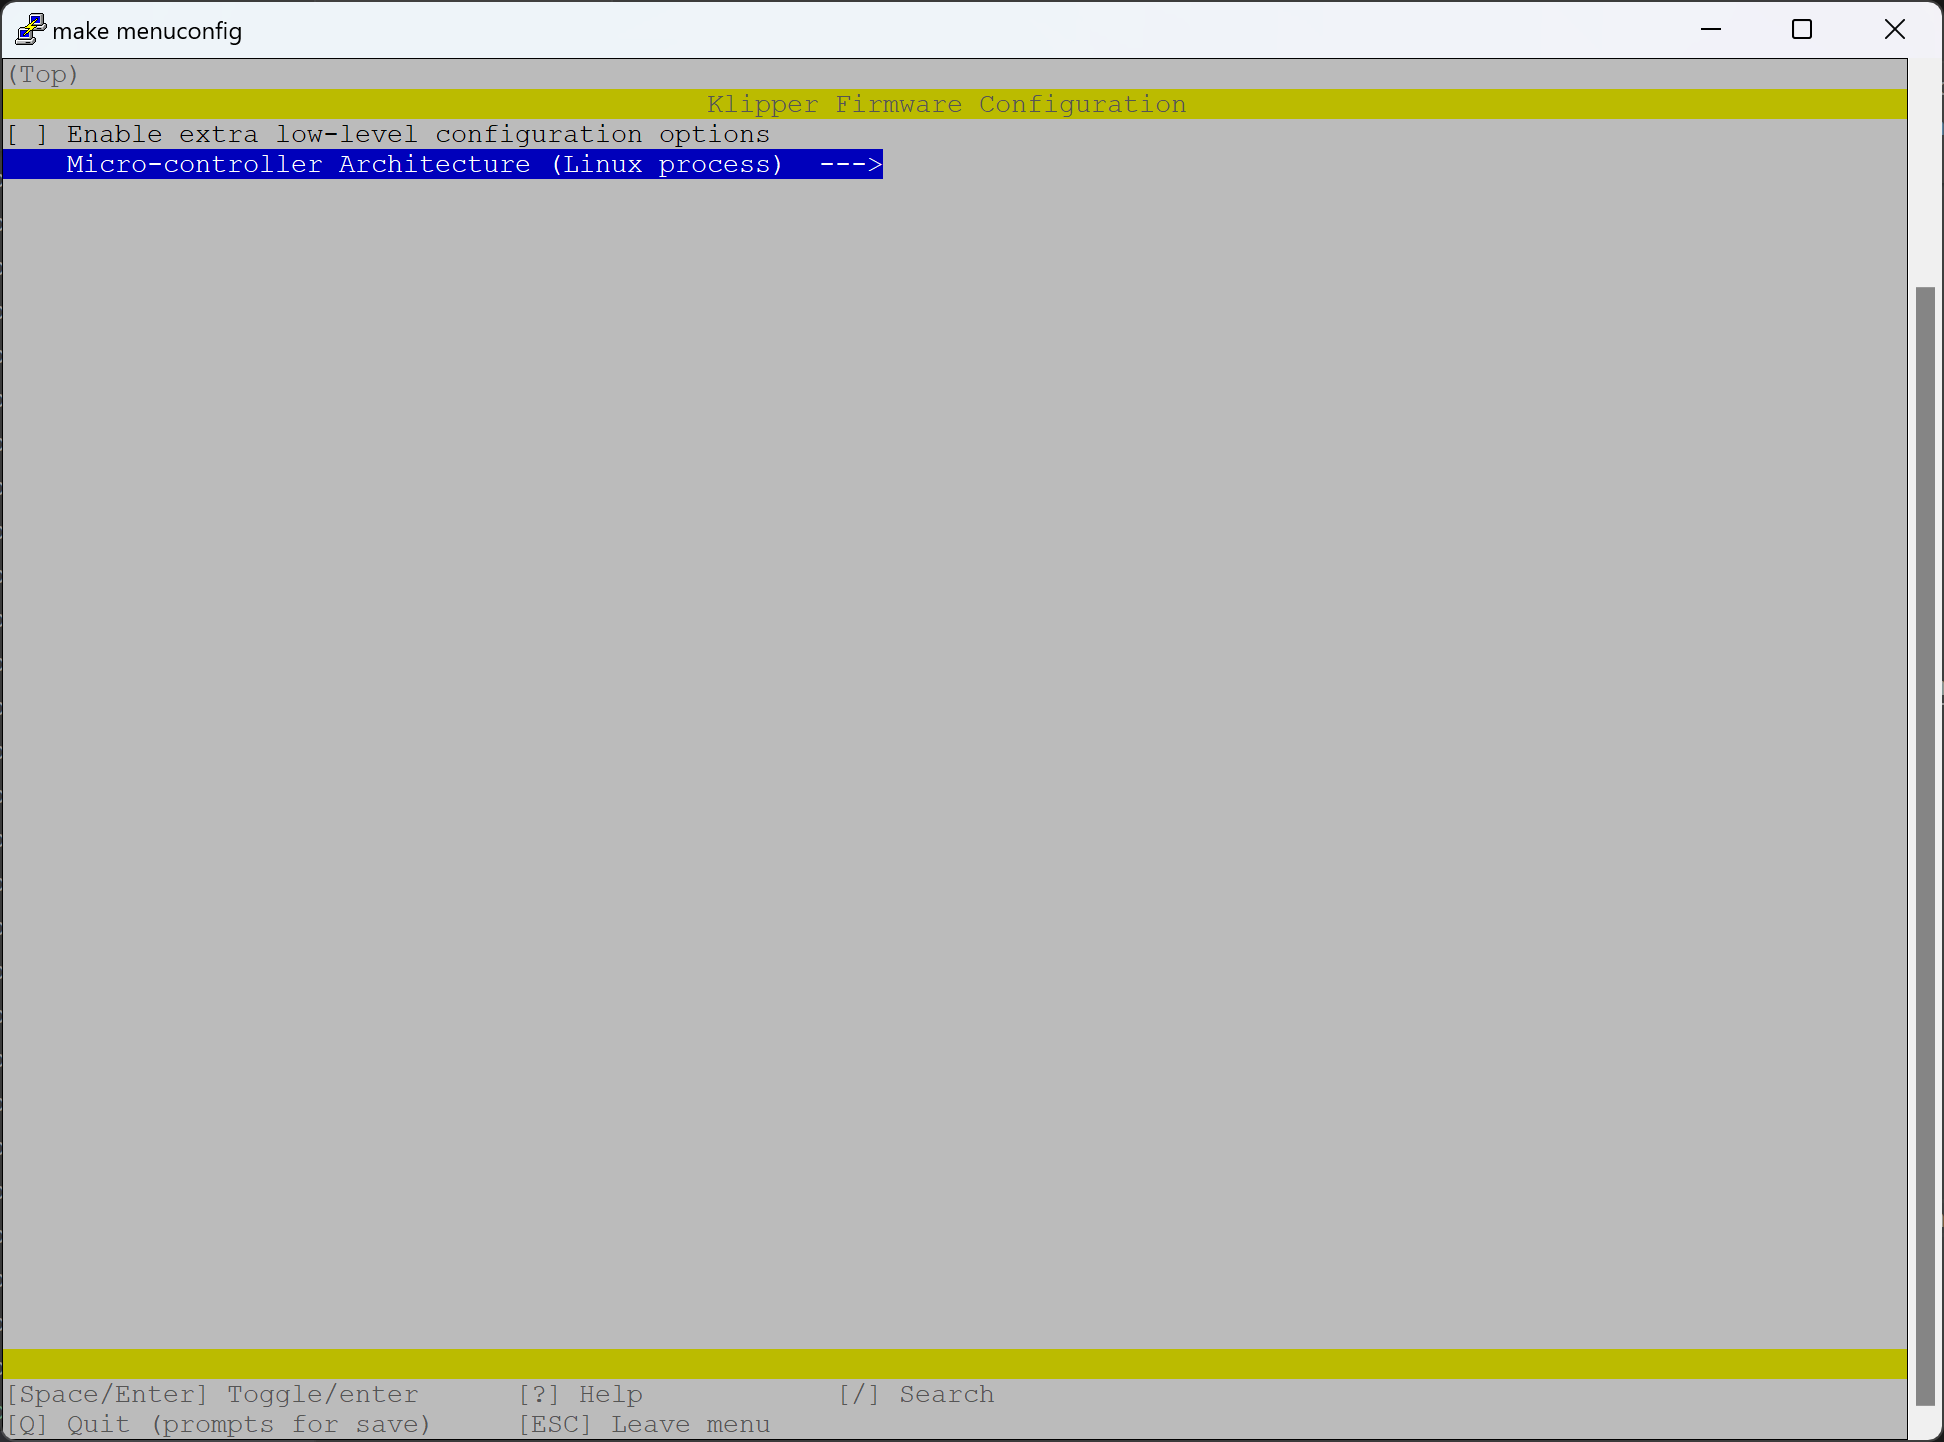 make menuconfig
(Top)
Klipper Firmware Configuration
[ ] Enable extra low-level configuration options
Micro-controller Architecture (Linux process)  --->
[Space/Enter] Toggle/enter      [?] Help            [/] Search
[Q] Quit (prompts for save)     [ESC] Leave menu